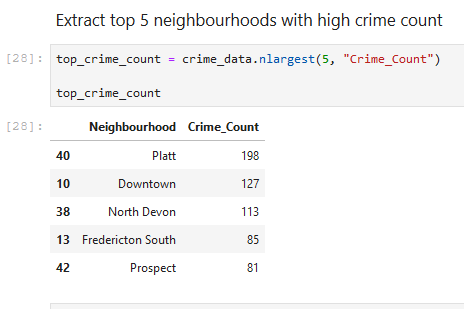 Extract top 5 neighbourhoods with high crime count
[28]: top_crime_count = crime_data.nlargest(5, "Crime_Count")
top_crime_count
[28]: Neighbourhood Crime_Count
40 Platt 198
10 Downtown 127
38 North Devon 113
13 Fredericton South 85
42 Prospect 81